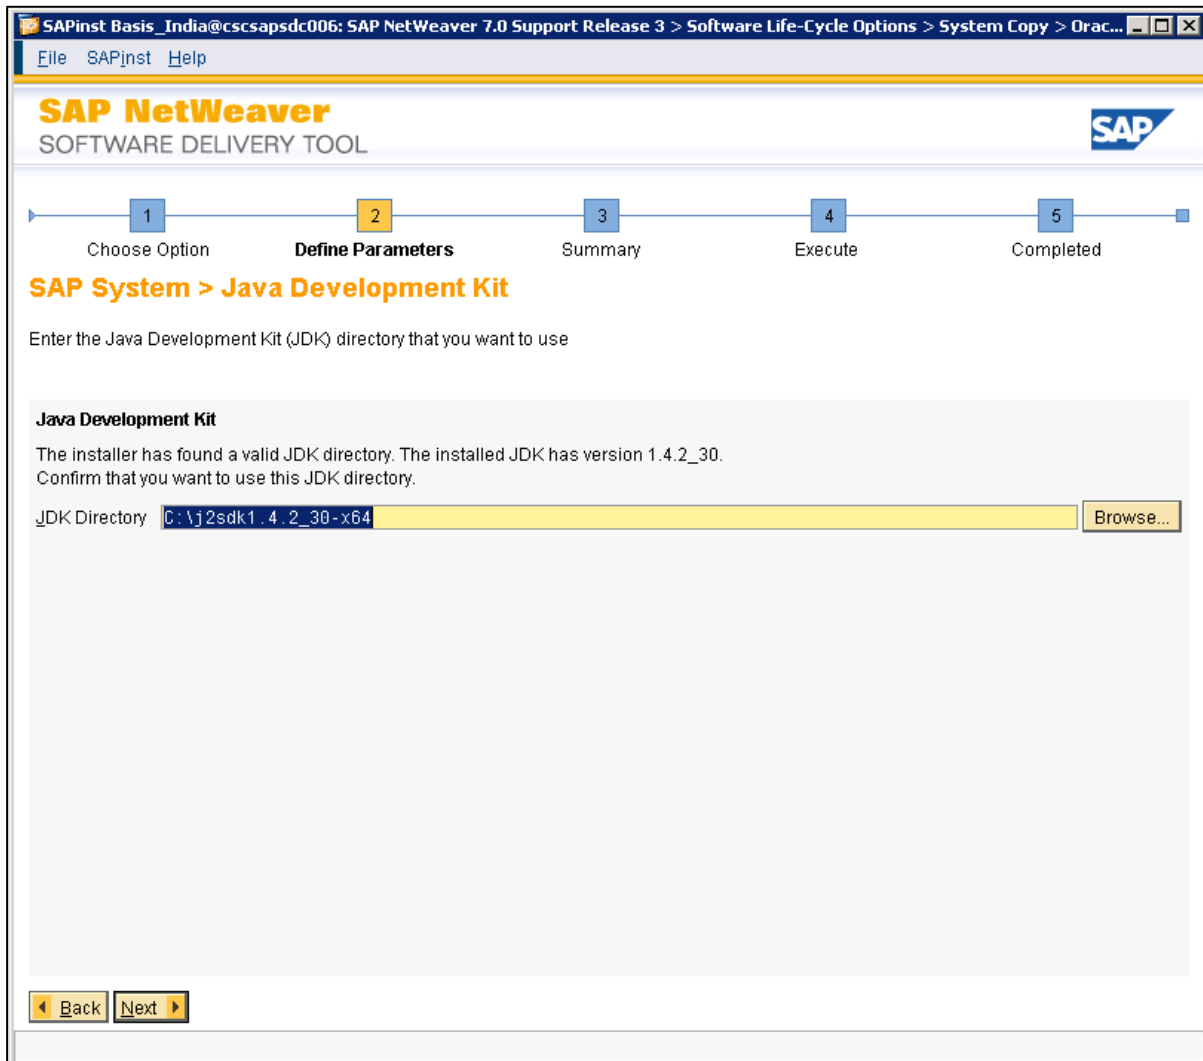 SAPinst Basis_India@cscsapsdc006: SAP NetWeaver 7.0 Support Release 3 > Software Life-Cycle Options > System Copy > Orac...
File SAPinst Help
SAP NetWeaver
SOFTWARE DELIVERY TOOL
SAP
1 2 3 4 5
Choose Option Define Parameters Summary Execute Completed
SAP System > Java Development Kit
Enter the Java Development Kit (JDK) directory that you want to use
Java Development Kit
The installer has found a valid JDK directory. The installed JDK has version 1.4.2_30.
Confirm that you want to use this JDK directory.
JDK Directory C:\j2sdk1.4.2_30-x64 Browse...
Back Next